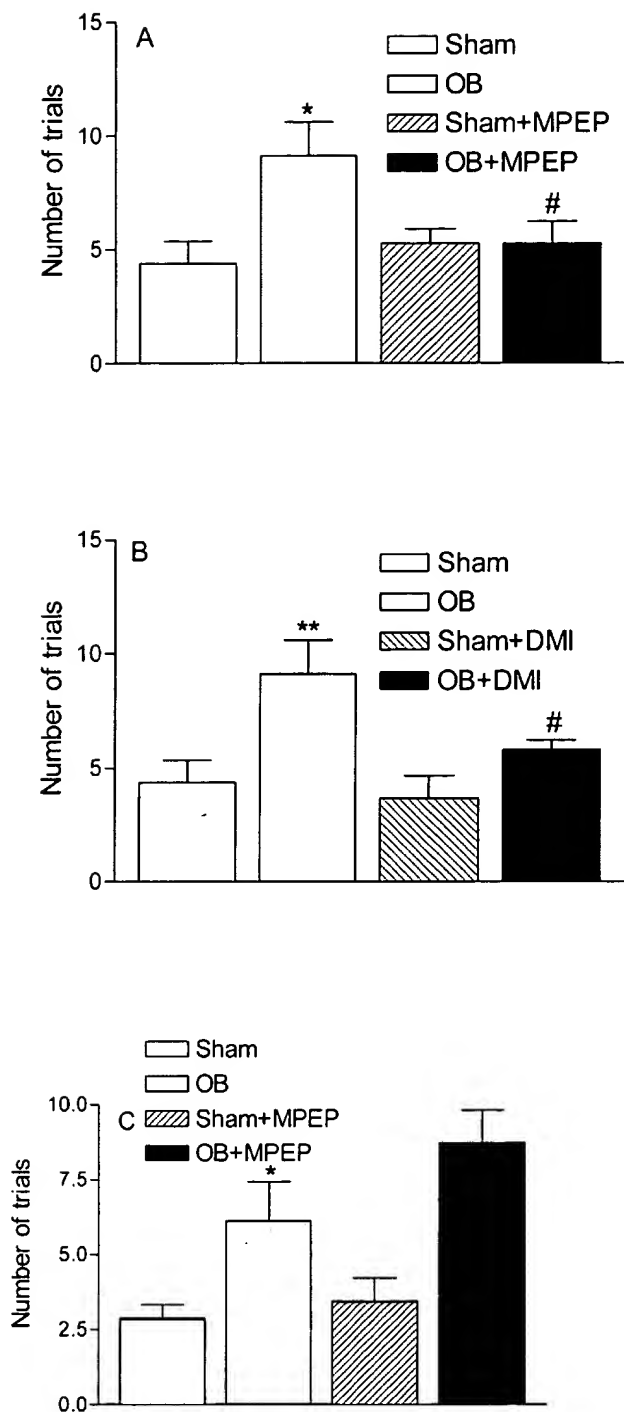 A
Sham
OB
Sham+MPEP
OB+MPEP
Number of trials
15
10
5
0
*
#
B
Sham
OB
Sham+DMI
OB+DMI
Number of trials
15
10
5
0
**
#
C
Sham
OB
Sham+MPEP
OB+MPEP
Number of trials
10.0
7.5
5.0
2.5
0.0
*